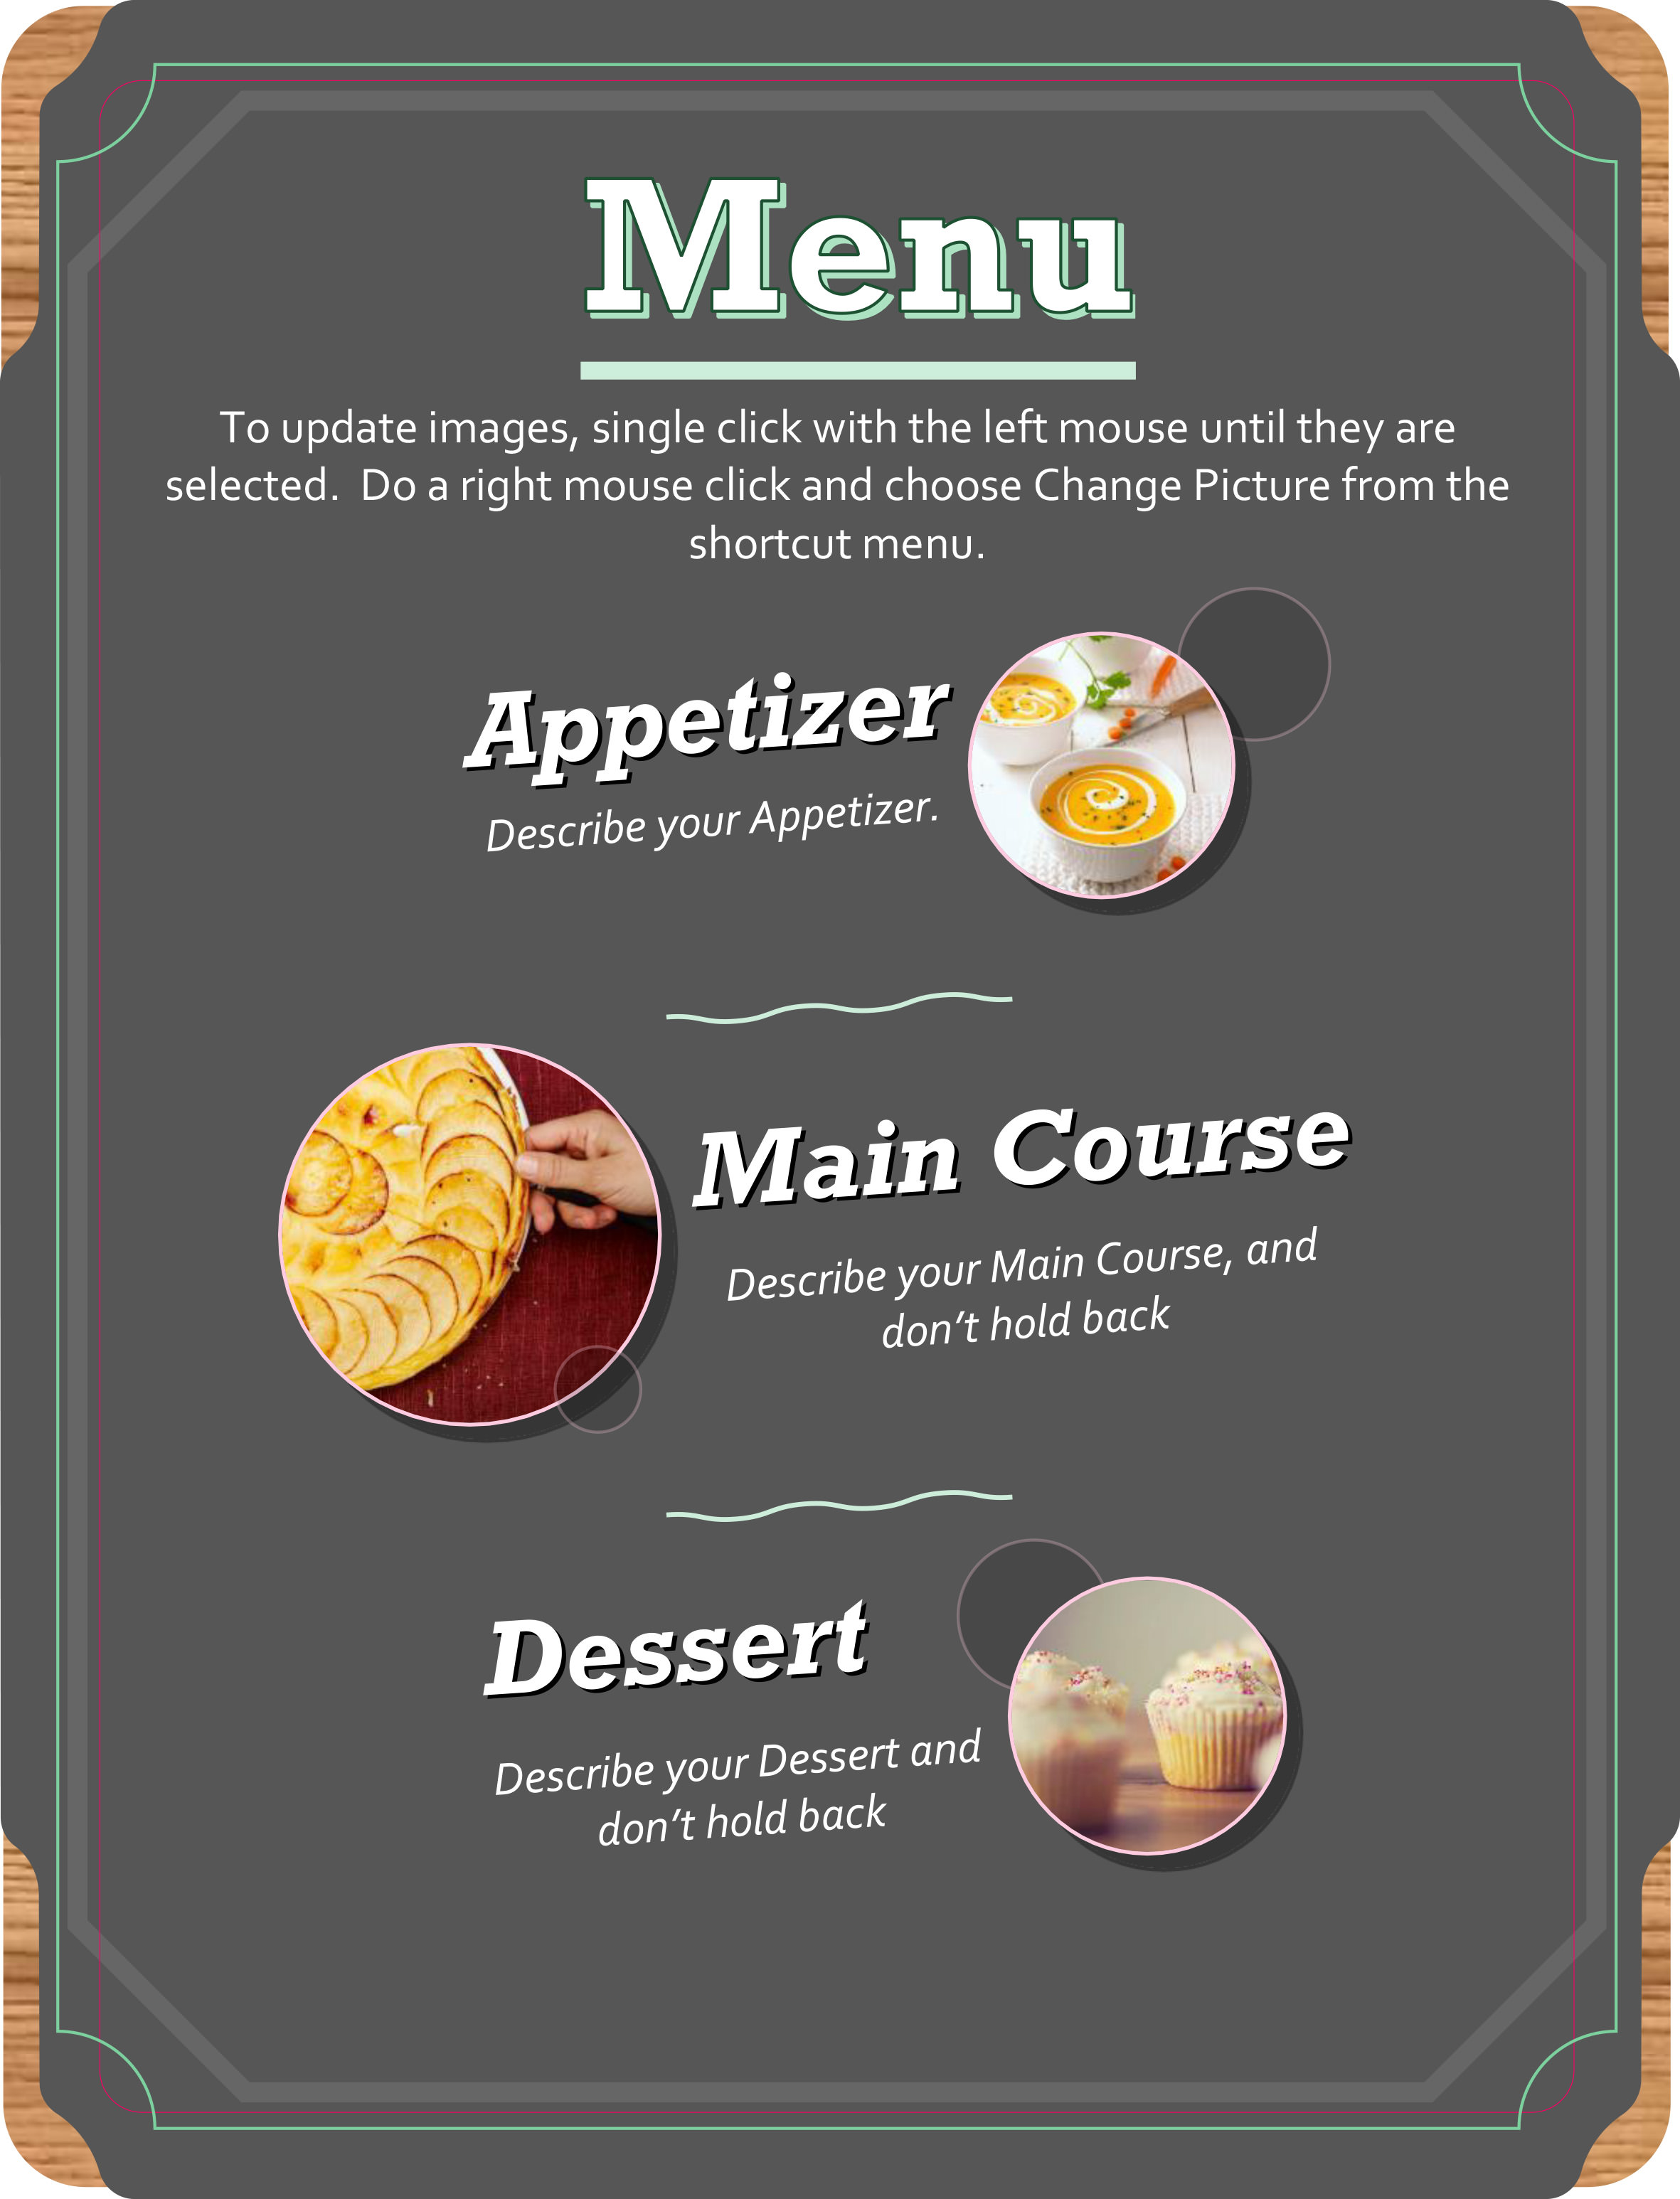 Menu
To update images, single click with the left mouse until they are
selected.  Do a right mouse click and choose Change Picture from the
shortcut menu.
Appetizer
Describe your Appetizer.
Main Course
Describe your Main Course, and
don’t hold back
Dessert
Describe your Dessert and
don’t hold back